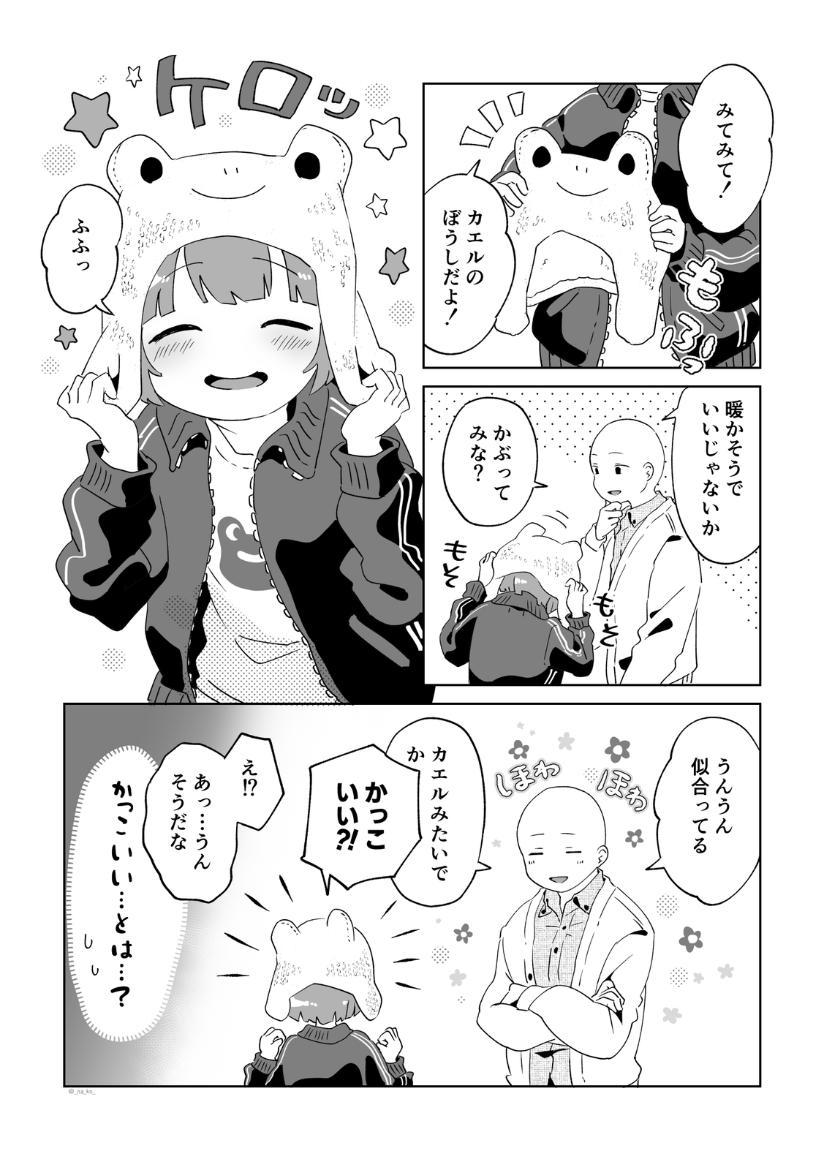 みてみて！
カエルの
ぼうしだよ！
もふっ
暖かそうで
いいじゃないか
かぶって
みな？
もそ
もそ
ケロッ
ふふっ
うんうん
似合ってる
ほわ
ほわ
カエルみたいで
か
かっこ
いい？！
え！？
あっ…うん
そうだな
かっこいい…とは…？
@_na_ko_